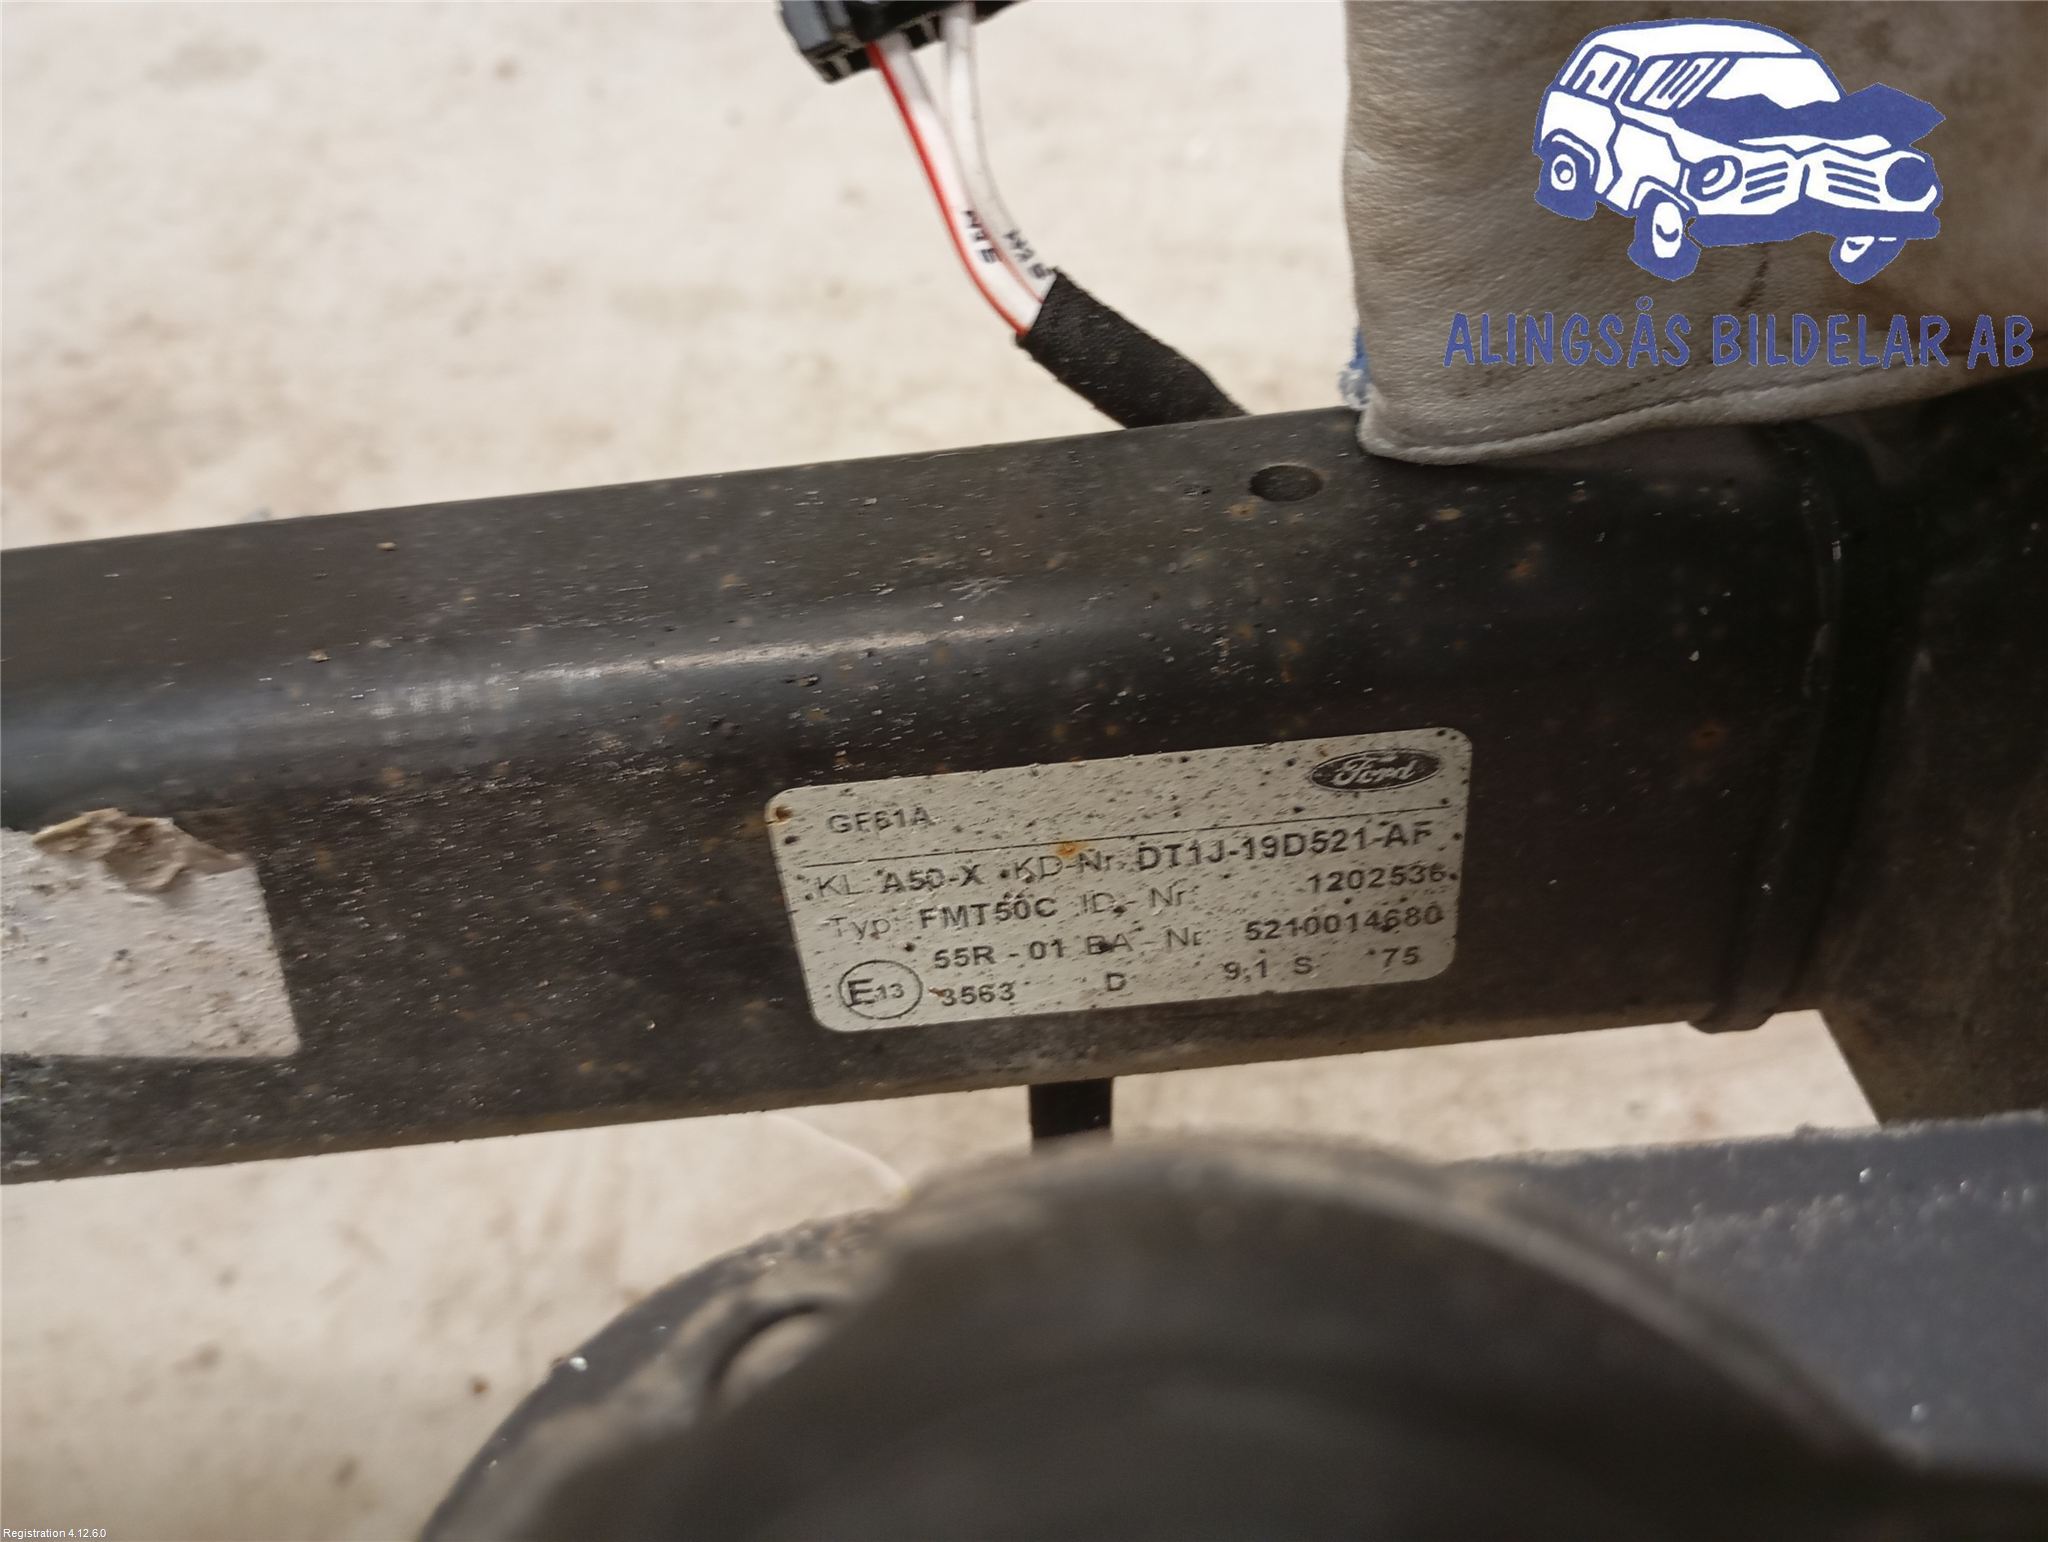 ALINGSÅS BILDELAR AB
Ford
GF61A
KL A50-X KD-Nr. DT1J-19D521-AF
Typ FMT50C ID - Nr 1202536
55R - 01 BA - Nr 5210014680
E13 3563 D 9,1 S 75
Registration 4.12.6.0